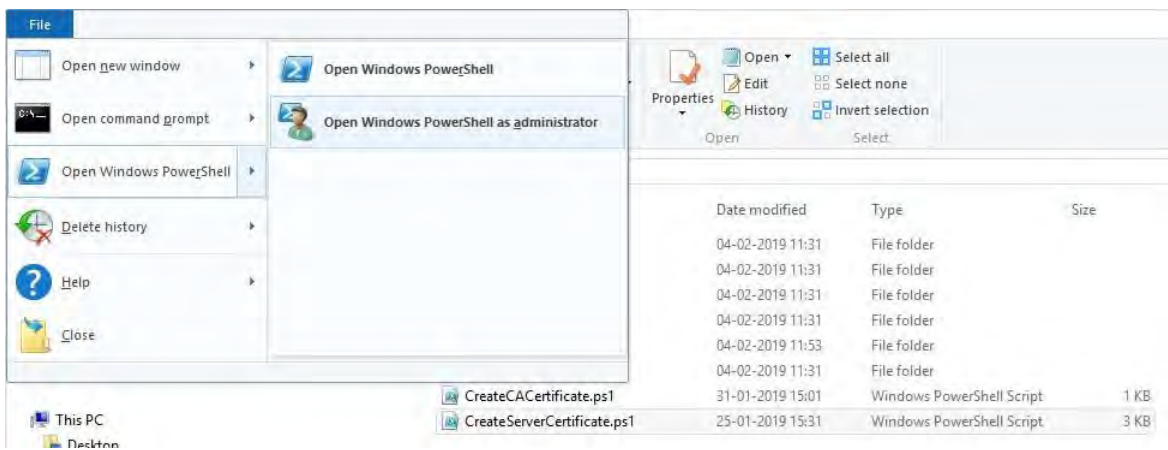 File
Open new window
Open command prompt
Open Windows PowerShell
Delete history
Help
Close
Open Windows PowerShell
Open Windows PowerShell as administrator
Properties
Open
Edit
History
Open
Select all
Select none
Invert selection
Select
Date modified Type Size
04-02-2019 11:31 File folder
04-02-2019 11:31 File folder
04-02-2019 11:31 File folder
04-02-2019 11:31 File folder
04-02-2019 11:53 File folder
04-02-2019 11:31 File folder
CreateCACertificate.ps1 31-01-2019 15:01 Windows PowerShell Script 1 KB
CreateServerCertificate.ps1 25-01-2019 15:31 Windows PowerShell Script 3 KB
This PC
Desktop